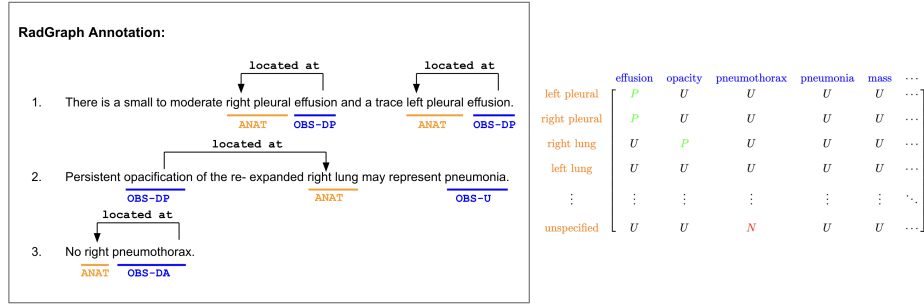 RadGraph Annotation:
located at located at
1. There is a small to moderate right pleural effusion and a trace left pleural effusion.
ANAT OBS-DP ANAT OBS-DP
located at
2. Persistent opacification of the re- expanded right lung may represent pneumonia.
OBS-DP ANAT OBS-U
located at
3. No right pneumothorax.
ANAT OBS-DA
effusion opacity pneumothorax pneumonia mass ⋯
left pleural P U U U U ⋯
right pleural P U U U U ⋯
right lung U P U U U ⋯
left lung U U U U U ⋯
⋮ ⋮ ⋮ ⋮ ⋮ ⋮ ⋱
unspecified U U N U U ⋯